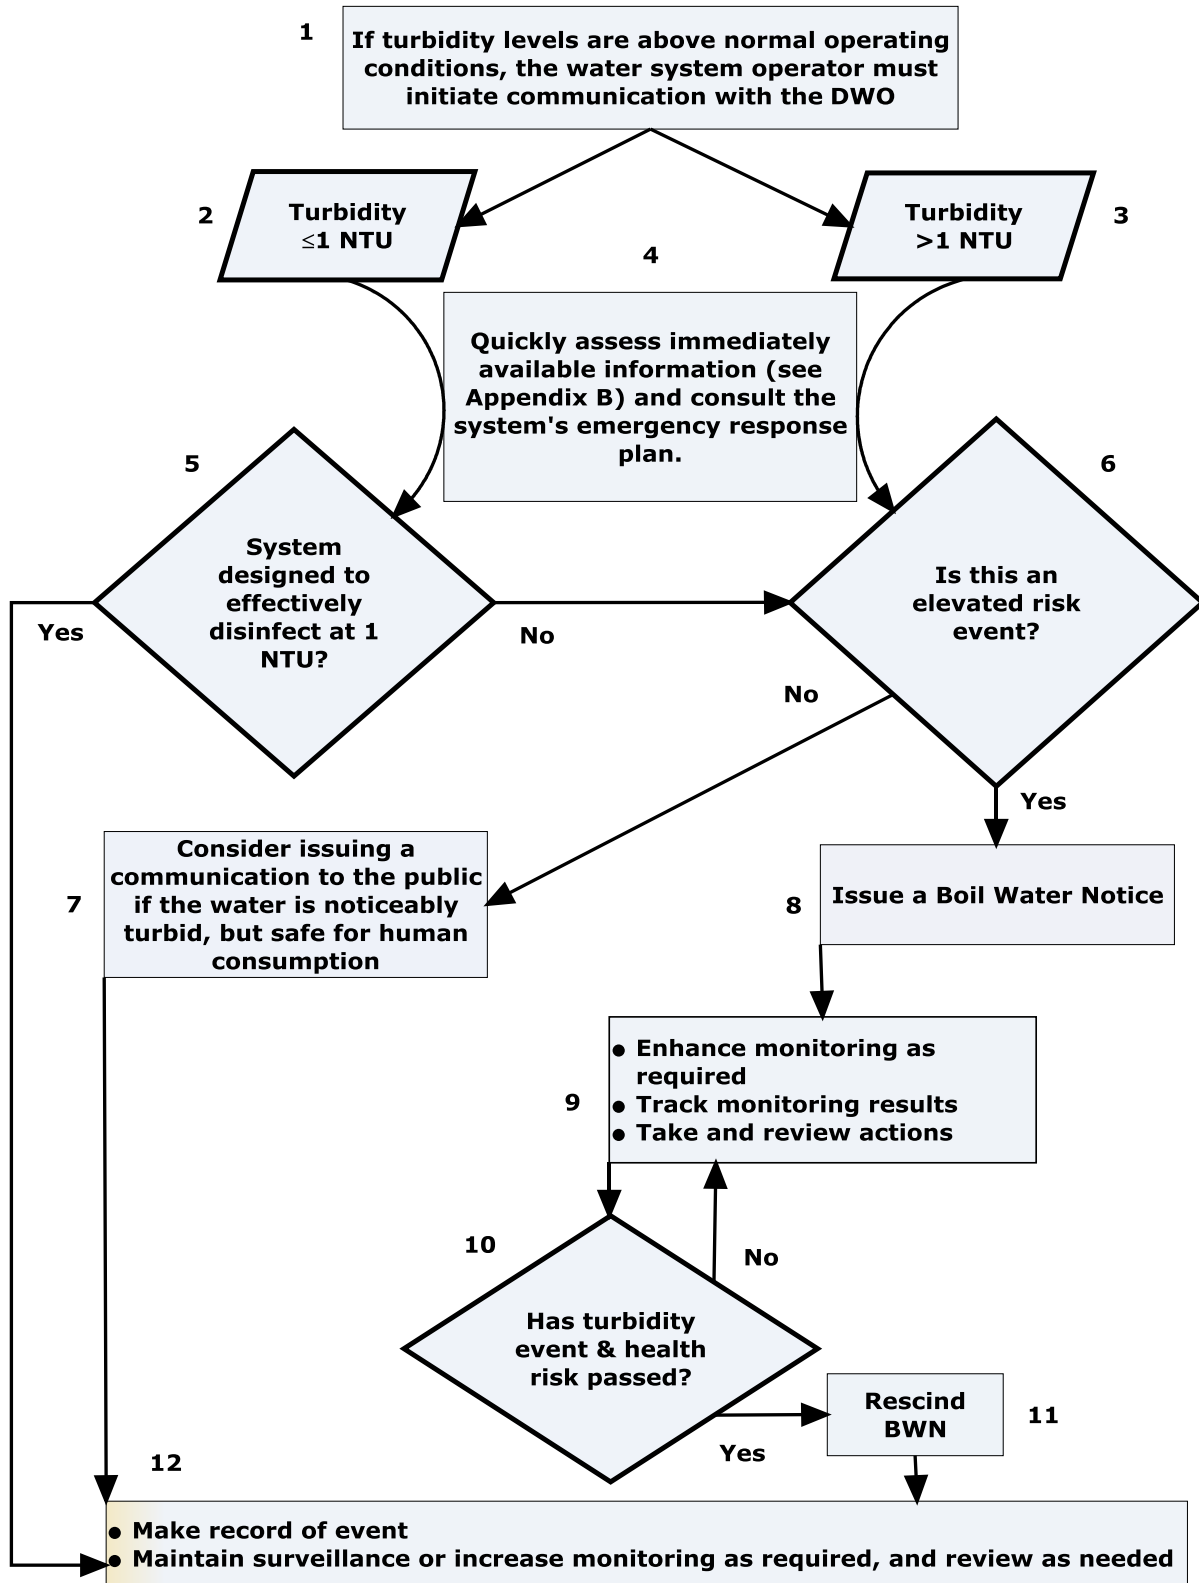 1
If turbidity levels are above normal operating
conditions, the water system operator must
initiate communication with the DWO
2
Turbidity
≤1 NTU
Turbidity
>1 NTU
3
4
Quickly assess immediately
available information (see
Appendix B) and consult the
system's emergency response
plan.
5
System
designed to
effectively
disinfect at 1
NTU?
Yes
No
6
Is this an
elevated risk
event?
No
Yes
7
Consider issuing a
communication to the public
if the water is noticeably
turbid, but safe for human
consumption
8
Issue a Boil Water Notice
9
● Enhance monitoring as
required
● Track monitoring results
● Take and review actions
10
Has turbidity
event & health
risk passed?
No
Yes
Rescind
BWN
11
12
● Make record of event
● Maintain surveillance or increase monitoring as required, and review as needed